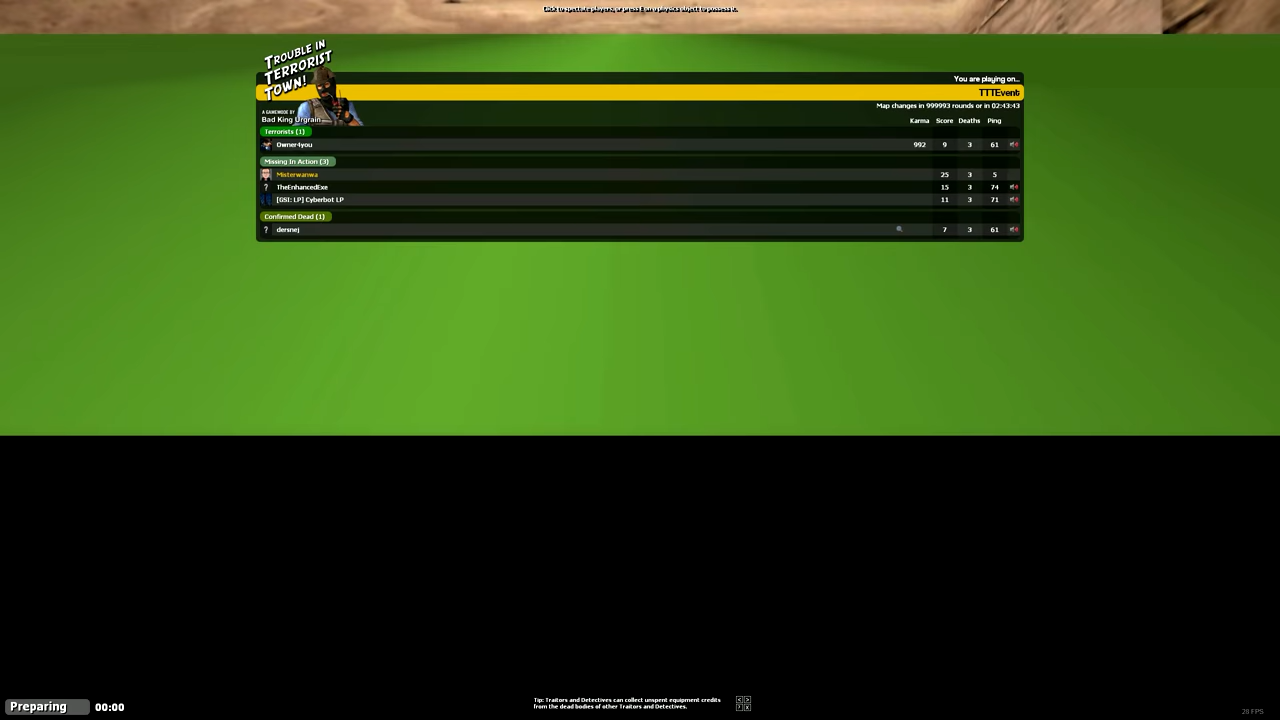 Click to spectate players, or press E on a physics object to possess it.
TROUBLE IN
TERRORIST
TOWN!
You are playing on...
TTTEvent
A GAMEMODE BY
Bad King Urgrain
Map changes in 999993 rounds or in 02:43:43
Karma Score Deaths Ping
Terrorists (1)
Owner4you 992 9 3 61
Missing In Action (3)
Misterwanwa 25 3 5
? TheEnhancedExe 15 3 74
[GSI: LP] Cyberbot LP 11 3 71
Confirmed Dead (1)
? dersnej 7 3 61
Preparing 00:00
Tip: Traitors and Detectives can collect unspent equipment credits
from the dead bodies of other Traitors and Detectives.
< >
? X
28 FPS